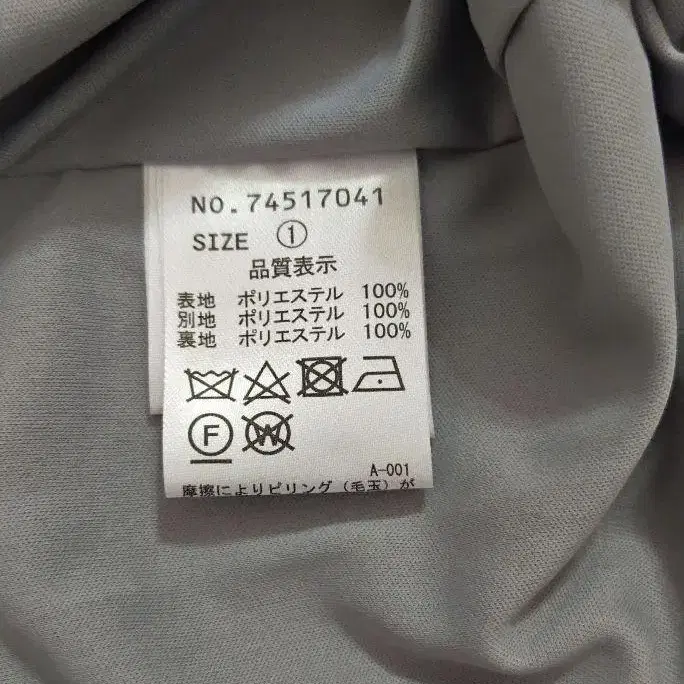 NO.74517041
SIZE ①
品質表示
表地 ポリエステル 100%
別地 ポリエステル 100%
裏地 ポリエステル 100%
F W
A-001
摩擦によりピリング(毛玉)が